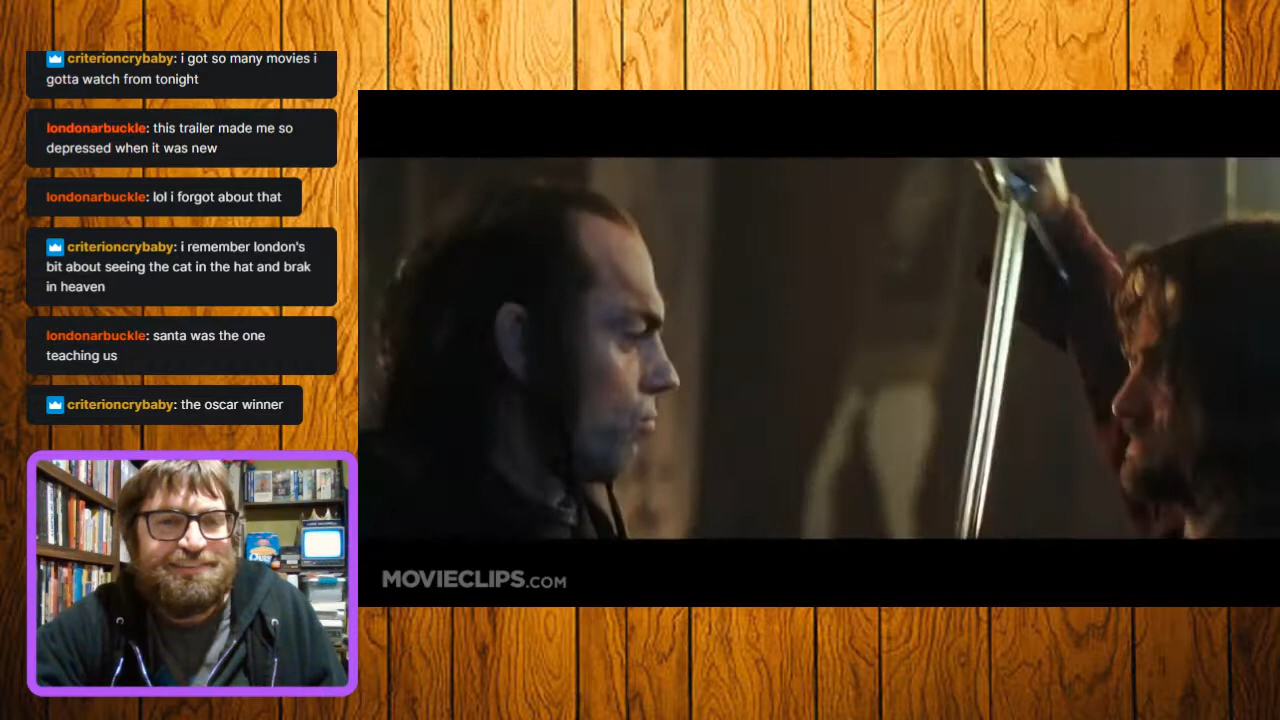 criterioncrybaby: i got so many movies i
gotta watch from tonight
londonarbuckle: this trailer made me so
depressed when it was new
londonarbuckle: lol i forgot about that
criterioncrybaby: i remember london's
bit about seeing the cat in the hat and brak
in heaven
londonarbuckle: santa was the one
teaching us
criterioncrybaby: the oscar winner
MOVIECLIPS.COM